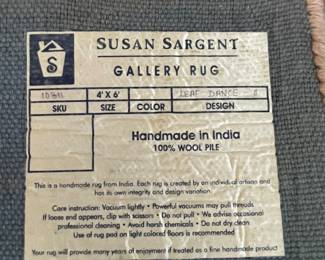 S
SUSAN SARGENT
GALLERY RUG
4' X 6' LEAF DANCE
SKU SIZE COLOR DESIGN
Handmade in India
100% WOOL PILE
This is a handmade rug from India. Each rug is created by an individual artisan and
has its own integrity and design variation.
Care instruction: Vacuum lightly • Powerful vacuums may pull threads
If loose end appears, clip with scissors • Do not pull • We advise occasional
professional cleaning • Avoid harsh chemicals • Do not dry clean
Use of rug pad on light colored floors is recommended
Your rug will provide many years of enjoyment if treated as a fine handmade product